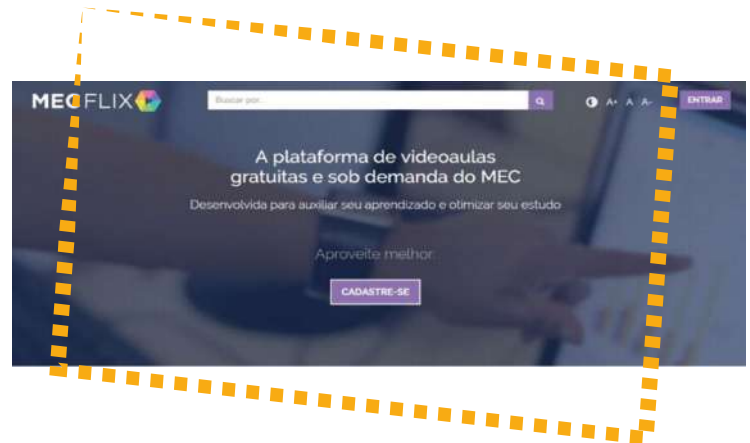 MECFLIX
Buscar por...
A+ A A-
ENTRAR
A plataforma de videoaulas
gratuitas e sob demanda do MEC
Desenvolvida para auxiliar seu aprendizado e otimizar seu estudo
Aproveite melhor.
CADASTRE-SE